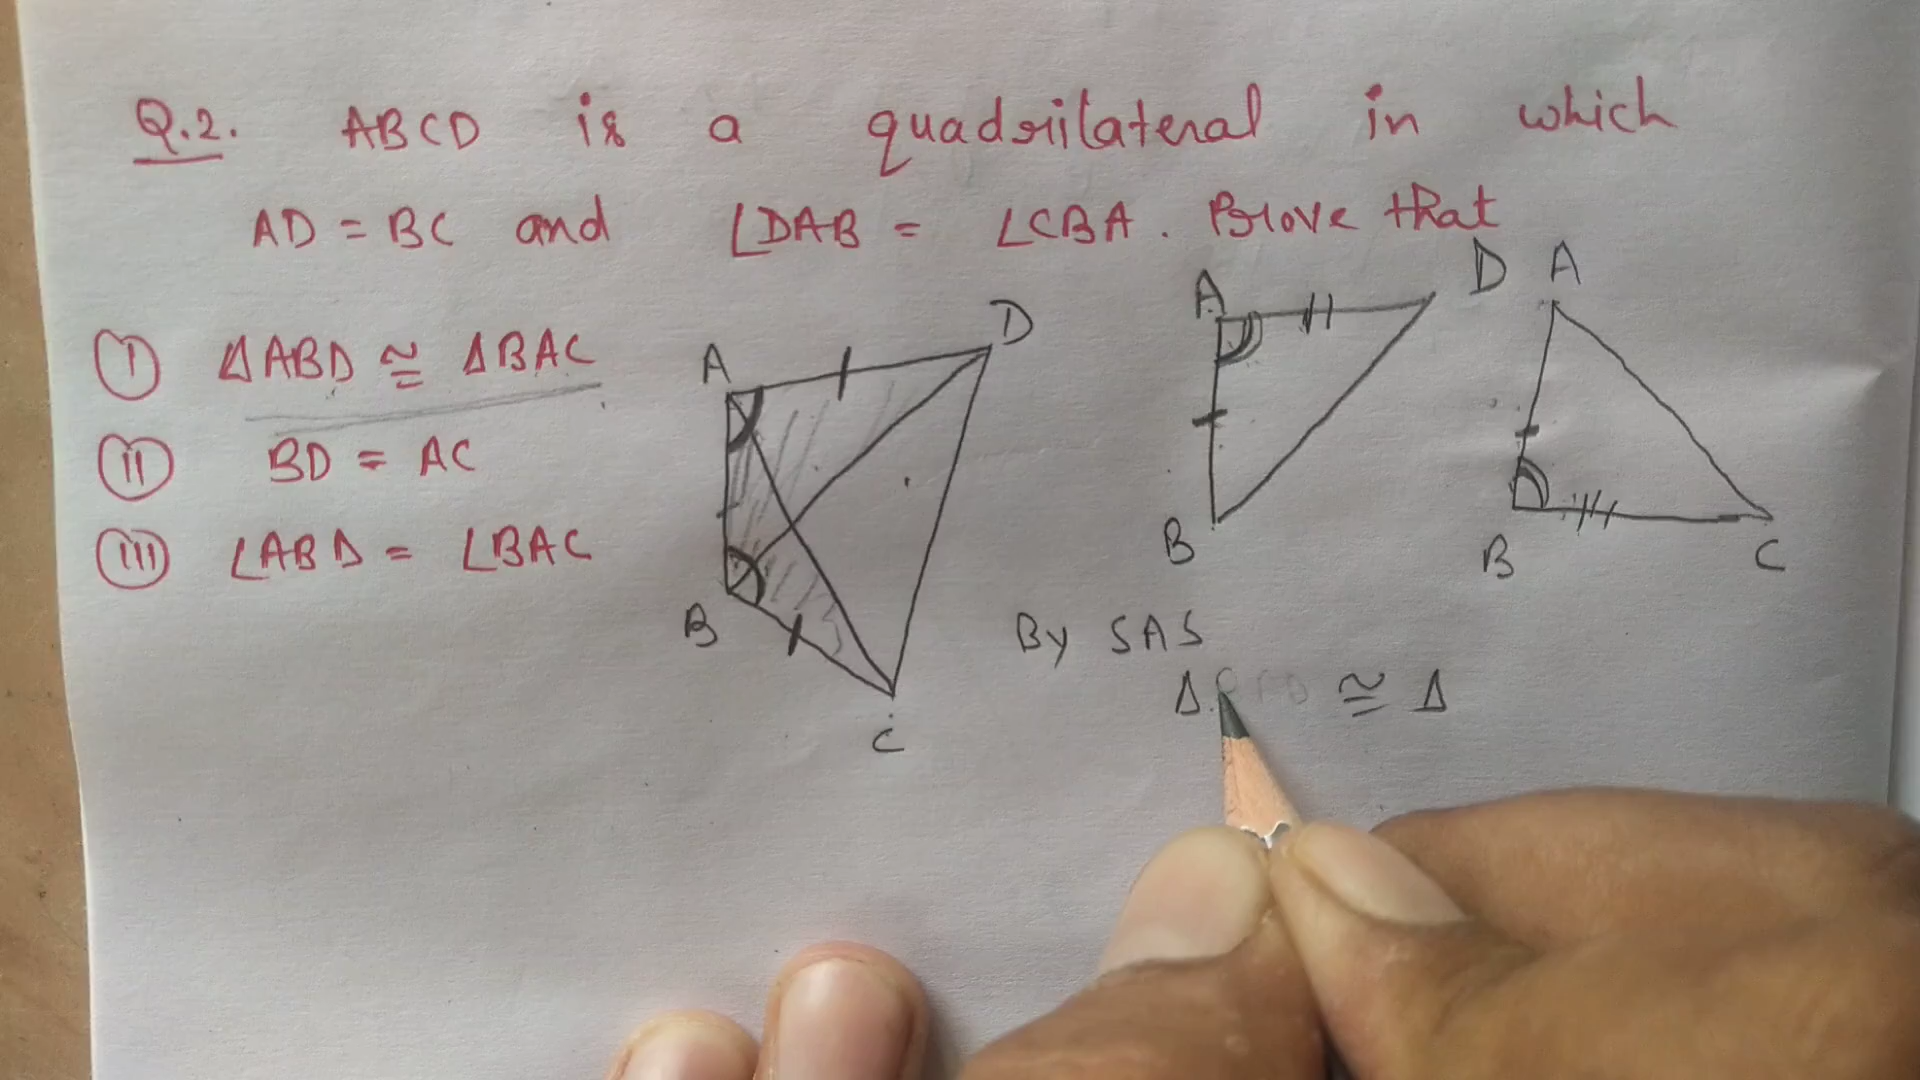 Q.2. ABCD is a quadrilateral in which
AD = BC and ∠DAB = ∠CBA. Prove that
I ΔABD ≅ ΔBAC
II BD = AC
III ∠ABD = ∠BAC
A
D
B
C
A
D
B
A
B
C
By SAS
Δ ≅ Δ